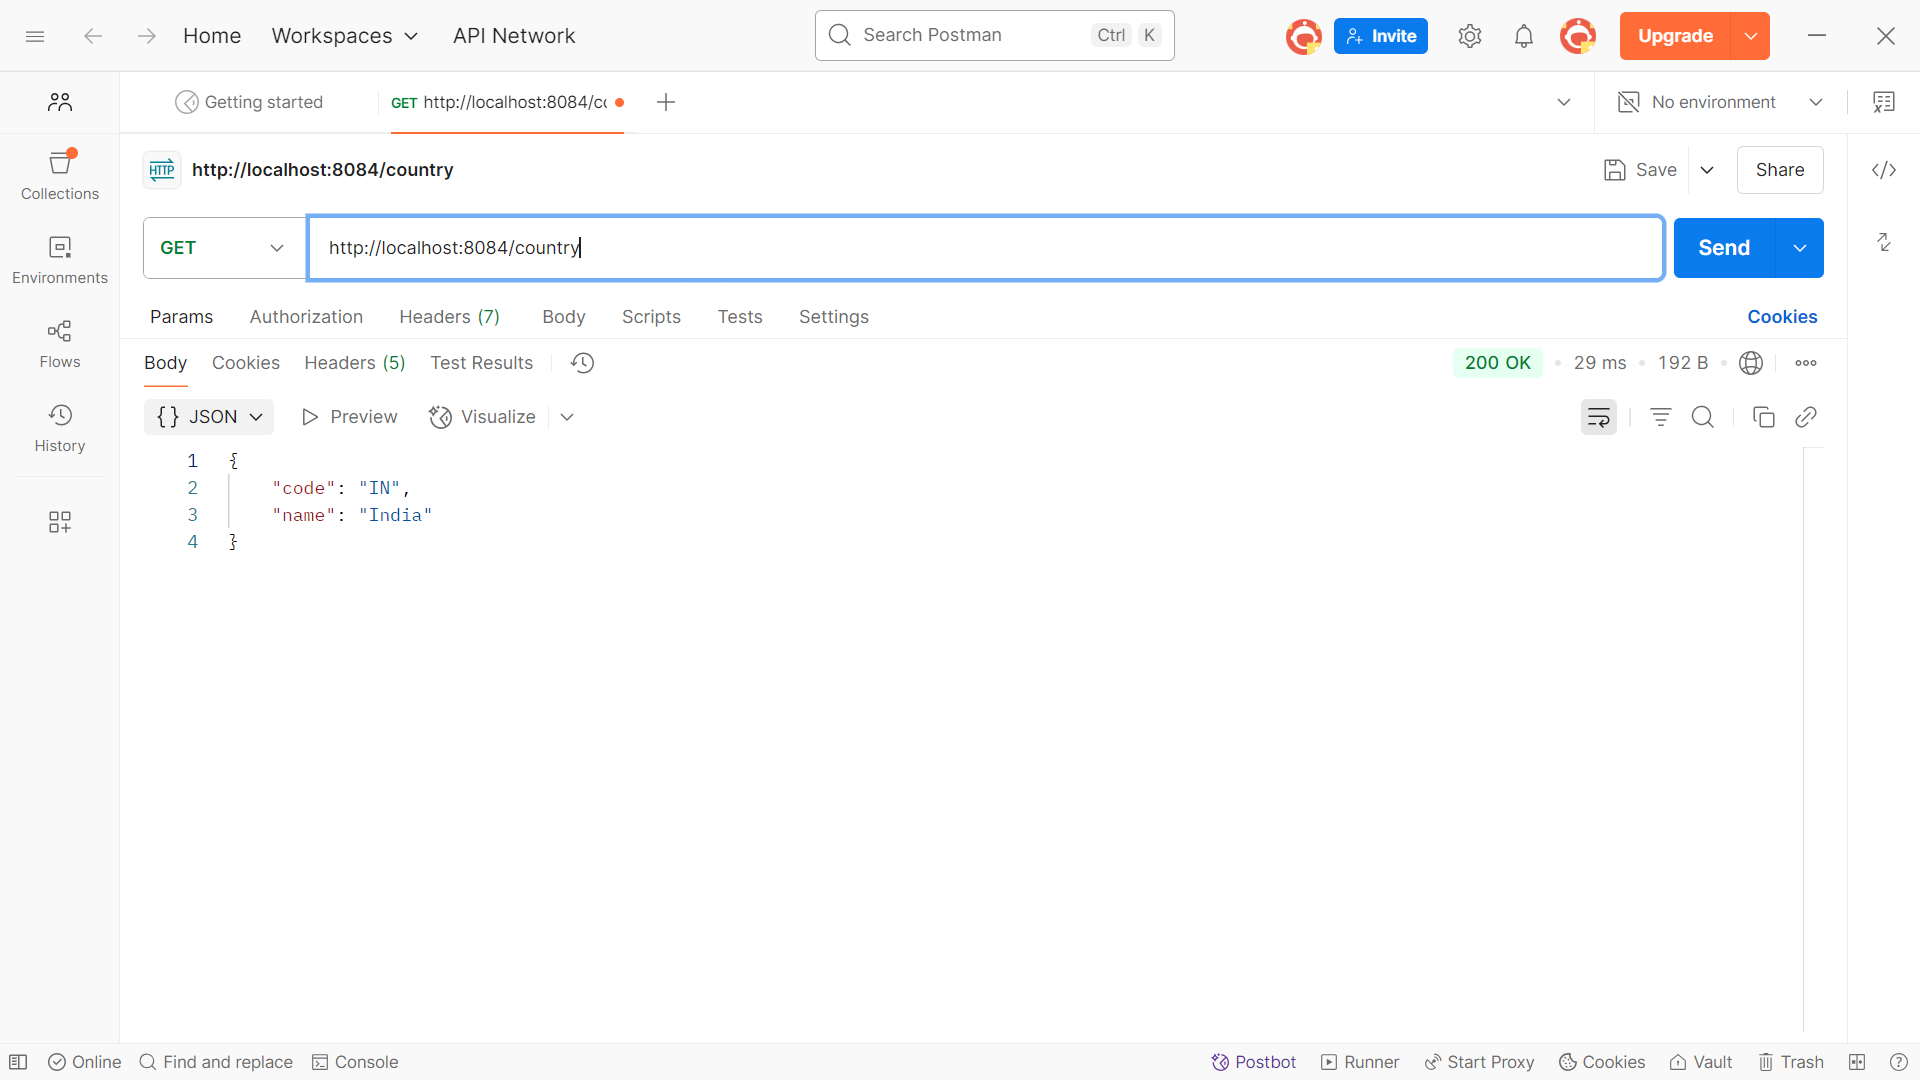 Home Workspaces API Network Search Postman Ctrl K Invite Upgrade
Getting started GET http://localhost:8084/co No environment
HTTP http://localhost:8084/country Save Share
GET http://localhost:8084/country Send
Params Authorization Headers (7) Body Scripts Tests Settings Cookies
Body Cookies Headers (5) Test Results 200 OK 29 ms 192 B
{} JSON Preview Visualize
1 {
2 "code": "IN",
3 "name": "India"
4 }
Collections
Environments
Flows
History
Online Find and replace Console Postbot Runner Start Proxy Cookies Vault Trash